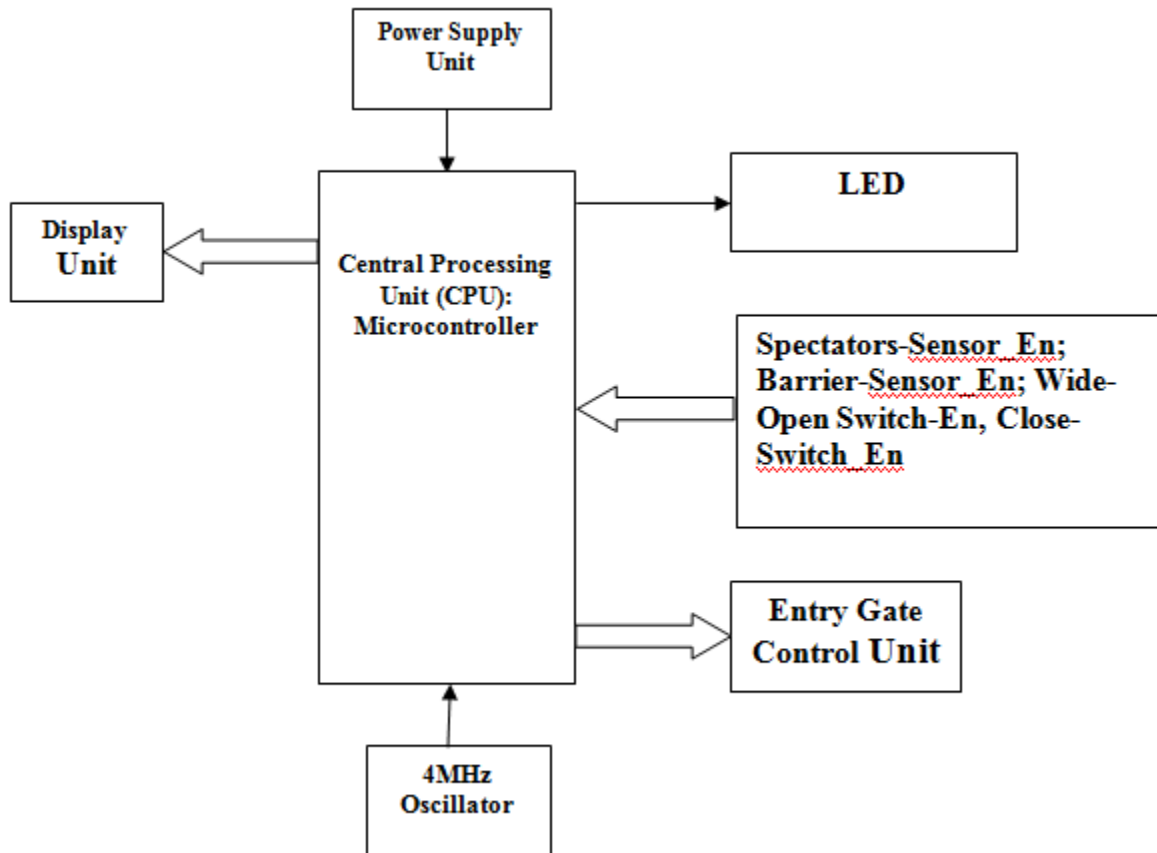 Power Supply
Unit
LED
Display
Unit
Central Processing
Unit (CPU):
Microcontroller
Spectators-Sensor_En;
Barrier-Sensor_En; Wide-
Open Switch-En, Close-
Switch_En
Entry Gate
Control Unit
4MHz
Oscillator